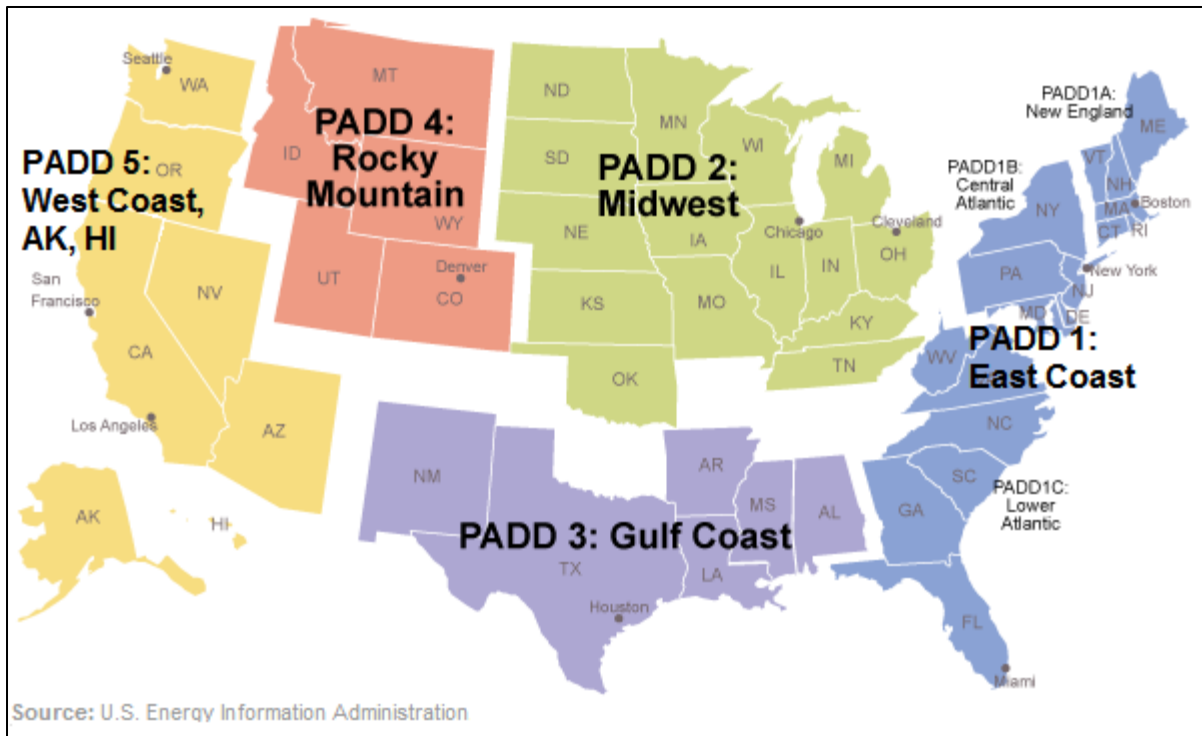 Seattle
WA
MT
ND
MN
PADD1A:
New England
ME
PADD 4:
Rocky
Mountain
ID
PADD 5:
West Coast,
AK, HI
OR
SD
WI
MI
PADD 2:
Midwest
PADD1B:
Central
Atlantic
VT
NH
NY
MA
Boston
CT
RI
WY
NE
IA
Chicago
Cleveland
OH
IL
IN
PA
New York
NJ
San
Francisco
NV
UT
Denver
CO
KS
MO
KY
MD
DE
PADD 1:
East Coast
WV
CA
TN
OK
NC
Los Angeles
AZ
NM
AR
SC
PADD1C:
Lower
Atlantic
AK
HI
MS
AL
GA
PADD 3: Gulf Coast
TX
LA
Houston
FL
Miami
Source: U.S. Energy Information Administration